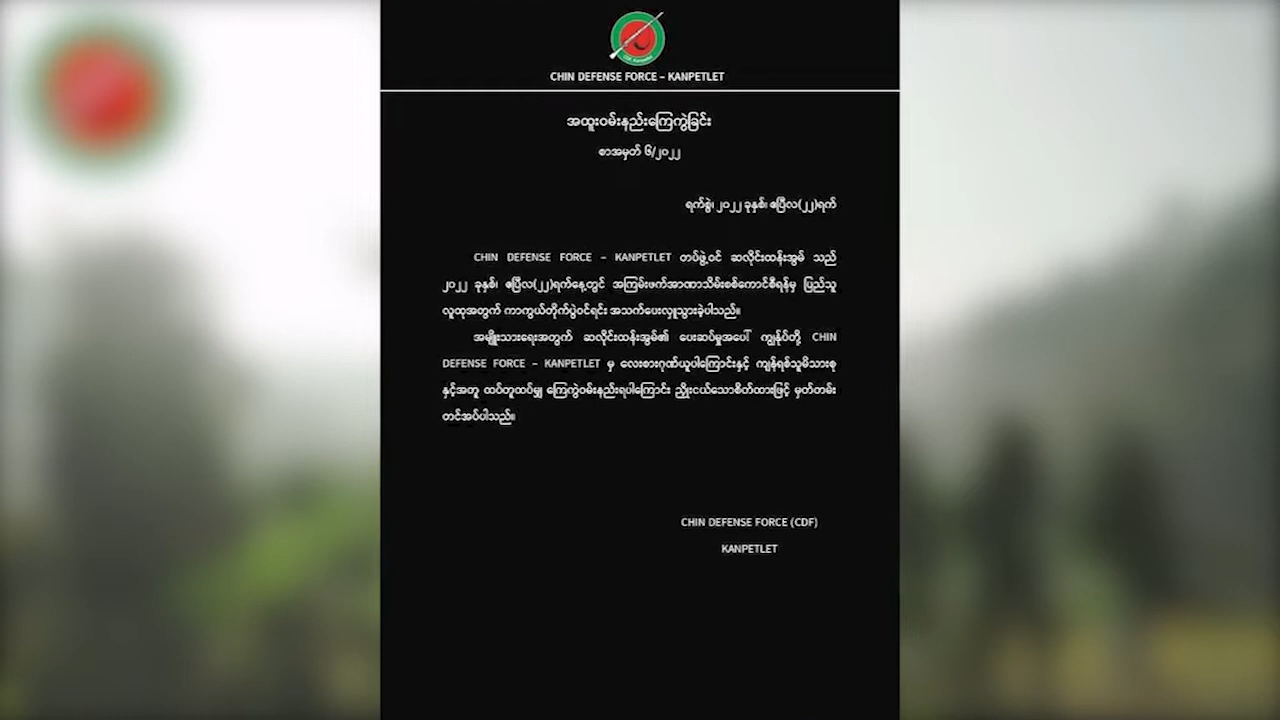 CHIN DEFENSE FORCE – KANPETLET
အထူးဝမ်းနည်းကြေကွဲခြင်း
စာအမှတ် ၆/၂၀၂၂
ရက်စွဲ၊ ၂၀၂၂ ခုနှစ်၊ ဧပြီလ(၂၂)ရက်
CHIN DEFENSE FORCE – KANPETLET တပ်ဖွဲ့ဝင် ဆလိုင်းထန်းအွမ် သည်
၂၀၂၂ ခုနှစ်၊ ဧပြီလ(၂၂)ရက်နေ့တွင် အကြမ်းဖက်အာဏာသိမ်းစစ်ကောင်စီရန်မှ ပြည်သူ
လူထုအတွက် ကာကွယ်တိုက်ပွဲဝင်ရင်း အသက်ပေးလှူသွားခဲ့ပါသည်။
အမျိုးသားရေးအတွက် ဆလိုင်းထန်းအွမ်၏ ပေးဆပ်မှုအပေါ် ကျွန်ုပ်တို့ CHIN
DEFENSE FORCE – KANPETLET မှ လေးစားဂုဏ်ယူပါကြောင်းနှင့် ကျန်ရစ်သူမိသားစု
နှင့်အတူ ထပ်တူထပ်မျှ ကြေကွဲဝမ်းနည်းရပါကြောင်း ညှိုးငယ်သောစိတ်ထားဖြင့် မှတ်တမ်း
တင်အပ်ပါသည်။
CHIN DEFENSE FORCE (CDF)
KANPETLET